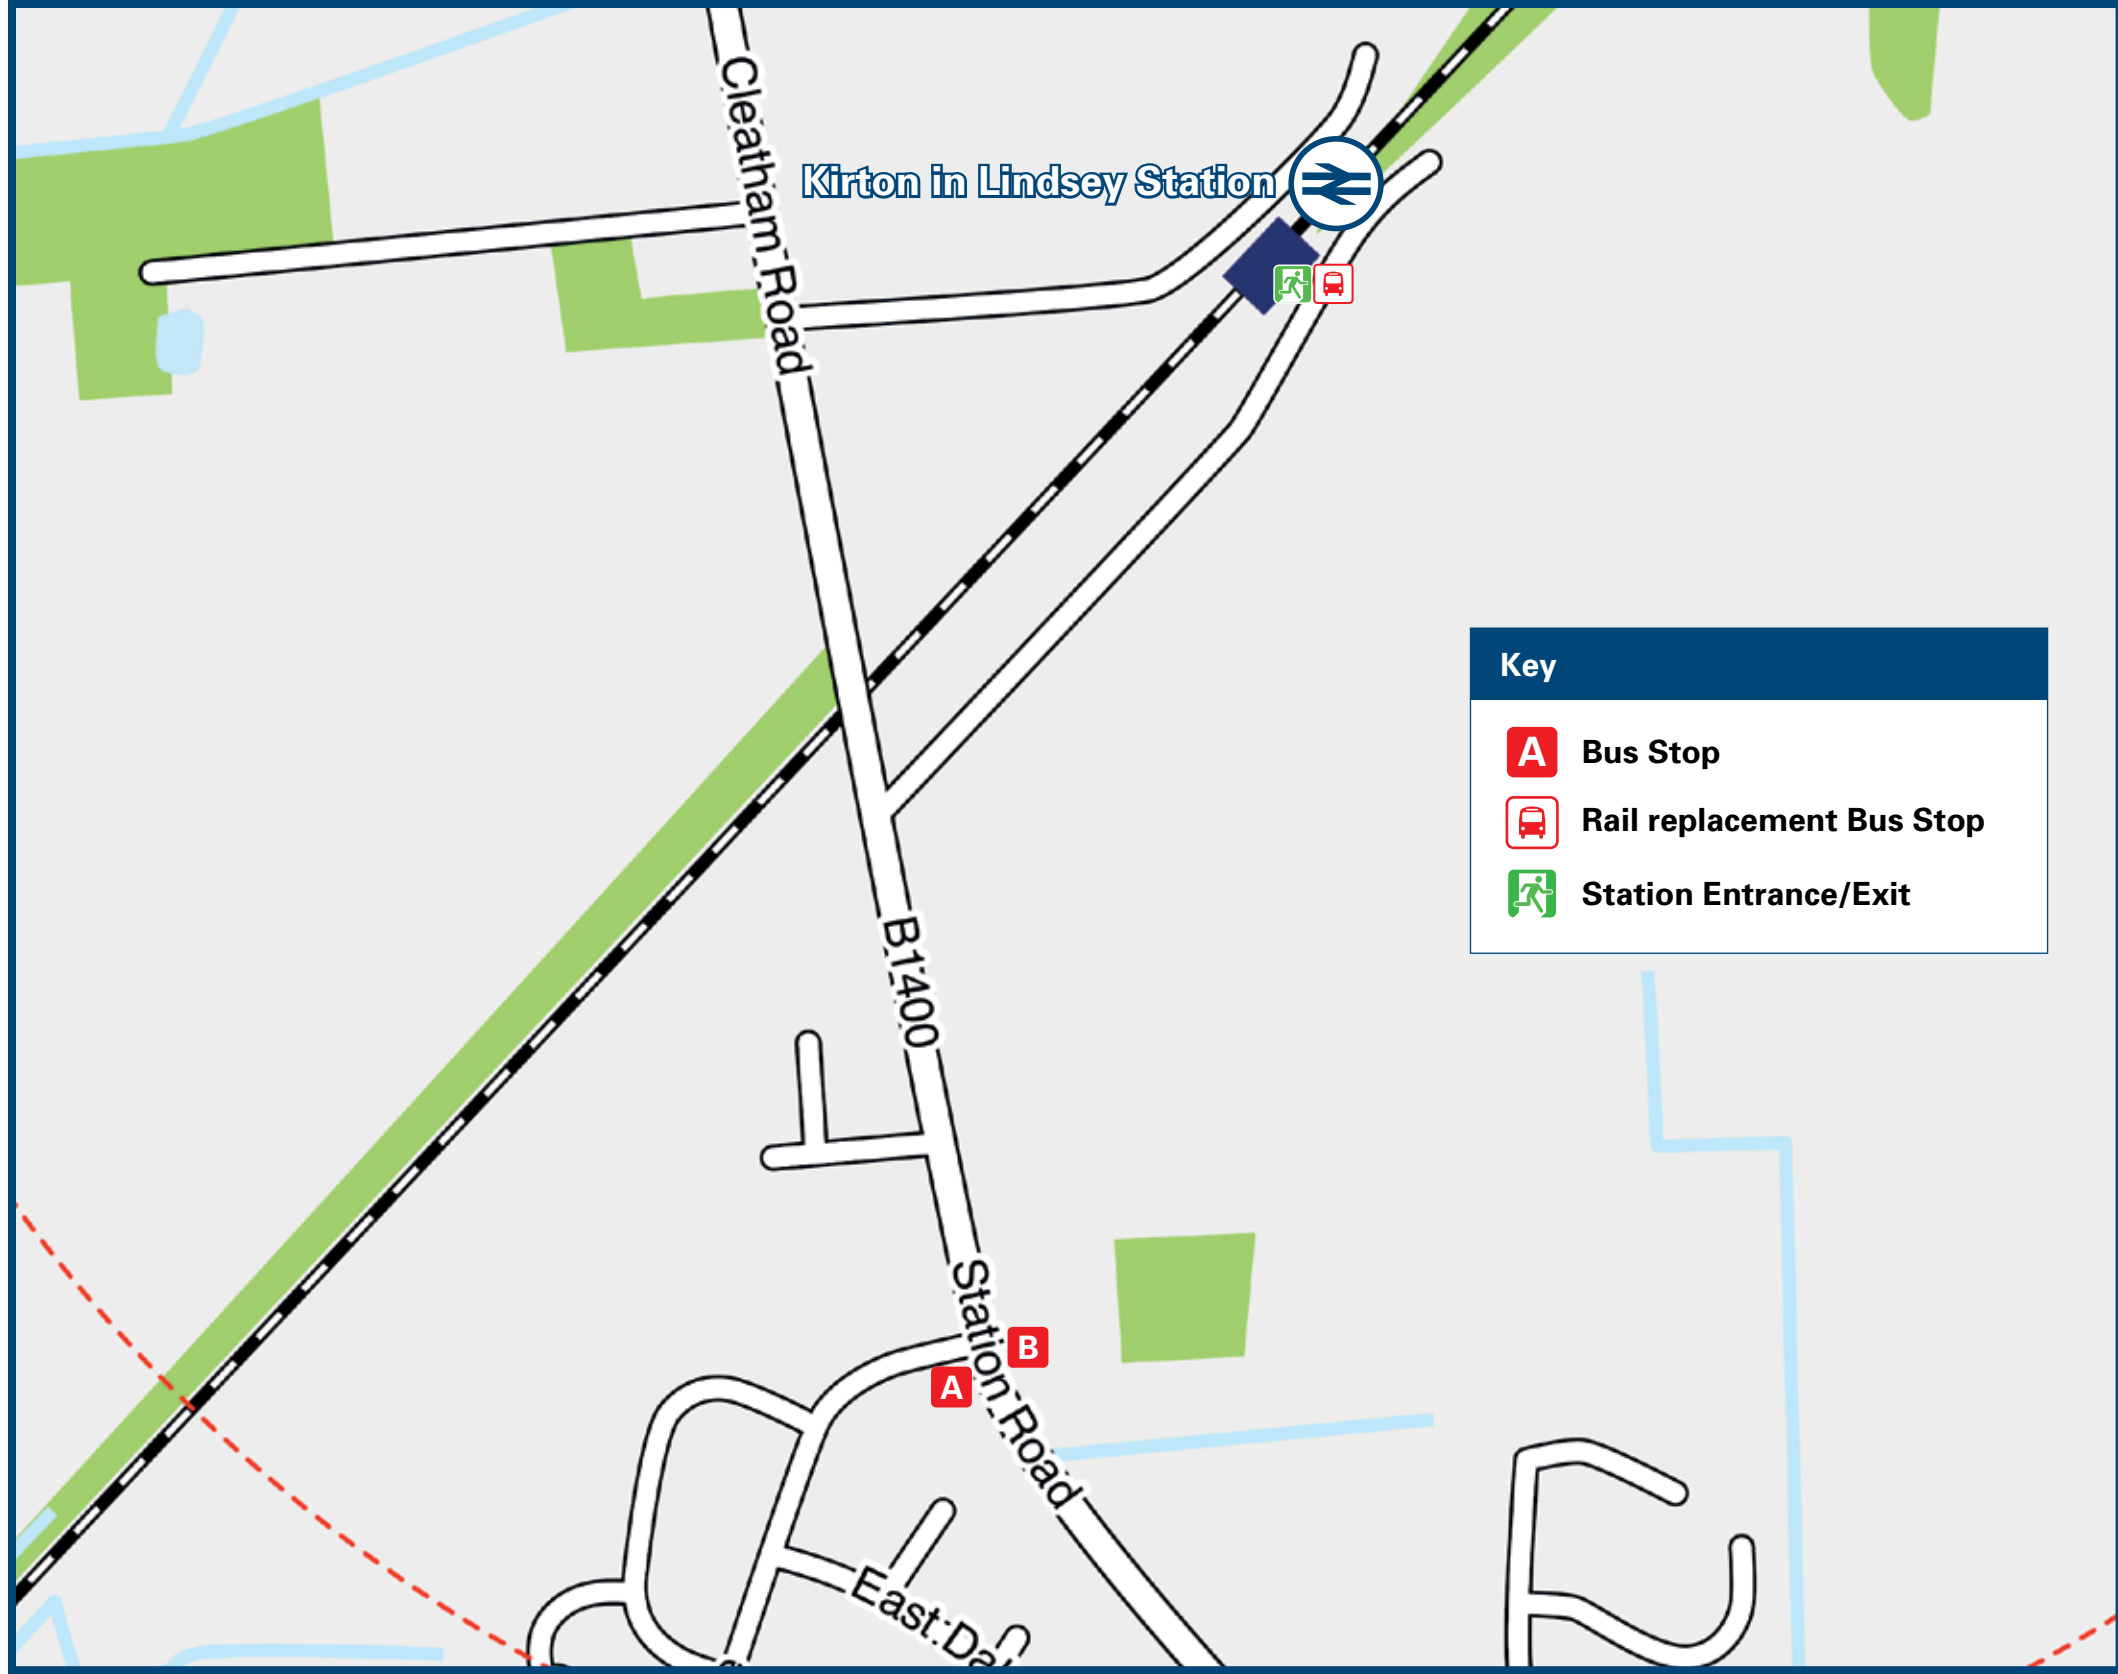 Cleatham Road
Kirton in Lindsey Station
Key
A Bus Stop
Rail replacement Bus Stop
Station Entrance/Exit
B1400
Station Road
B
A